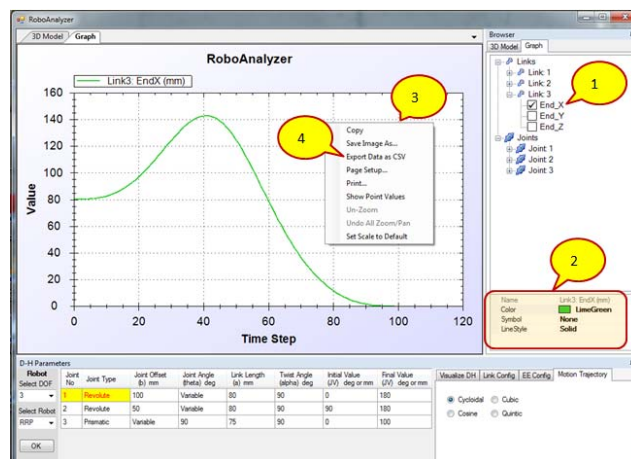 RoboAnalyzer
3D Model Graph
RoboAnalyzer
Link3: EndX (mm)
Value
160
140
120
100
80
60
40
20
0
0 20 40 60 80 100 120
Time Step
3
4
Copy
Save Image As...
Export Data as CSV
Page Setup...
Print...
Show Point Values
Un-Zoom
Undo All Zoom/Pan
Set Scale to Default
Browser
3D Model Graph
Links
Link: 1
Link: 2
Link: 3
End_X
End_Y
End_Z
Joints
Joint 1
Joint 2
Joint 3
1
2
Name Link3: EndX (mm)
Color LimeGreen
Symbol None
LineStyle Solid
D-H Parameters
Robot
Select DOF
3
Select Robot
RRP
OK
Joint No Joint Type Joint Offset (b) mm Joint Angle (theta) deg Link Length (a) mm Twist Angle (alpha) deg Initial Value (JV) deg or mm Final Value (JV) deg or mm
1 Revolute 100 Variable 80 90 0 180
2 Revolute 50 Variable 80 90 90 180
3 Prismatic Variable 90 75 90 0 100
Visualize DH Link Config EE Config Motion Trajectory
Cycloidal Cubic
Cosine Quintic